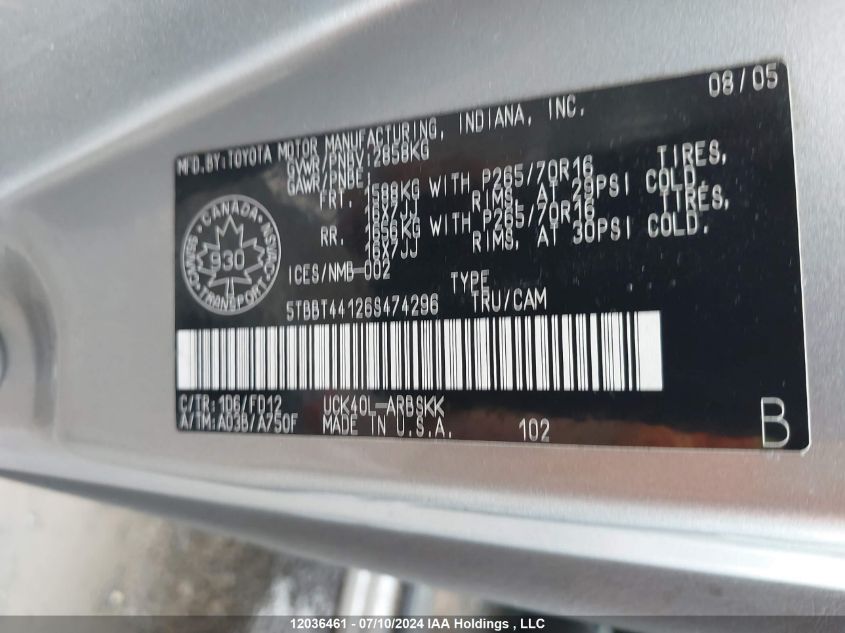 08/05
MFD.BY:TOYOTA MOTOR MANUFACTURING, INDIANA, INC.
GVWR/PNBV:2858KG
GAWR/PNBE:
FRT. 1588KG WITH P265/70R16 TIRES,
16X7JJ RIMS, AT 29PSI COLD.
RR. 1656KG WITH P265/70R16 TIRES,
16X7JJ RIMS, AT 30PSI COLD.
CANADA
930
TRANSPORT
ICES/NMB-002
TYPE
5TBBT44126S474296 TRU/CAM
C/TR:1D6/FD12 UCK40L-ARBSKK
A/TM:A03B/A750F MADE IN U.S.A. 102 B
12036461 - 07/10/2024 IAA Holdings , LLC